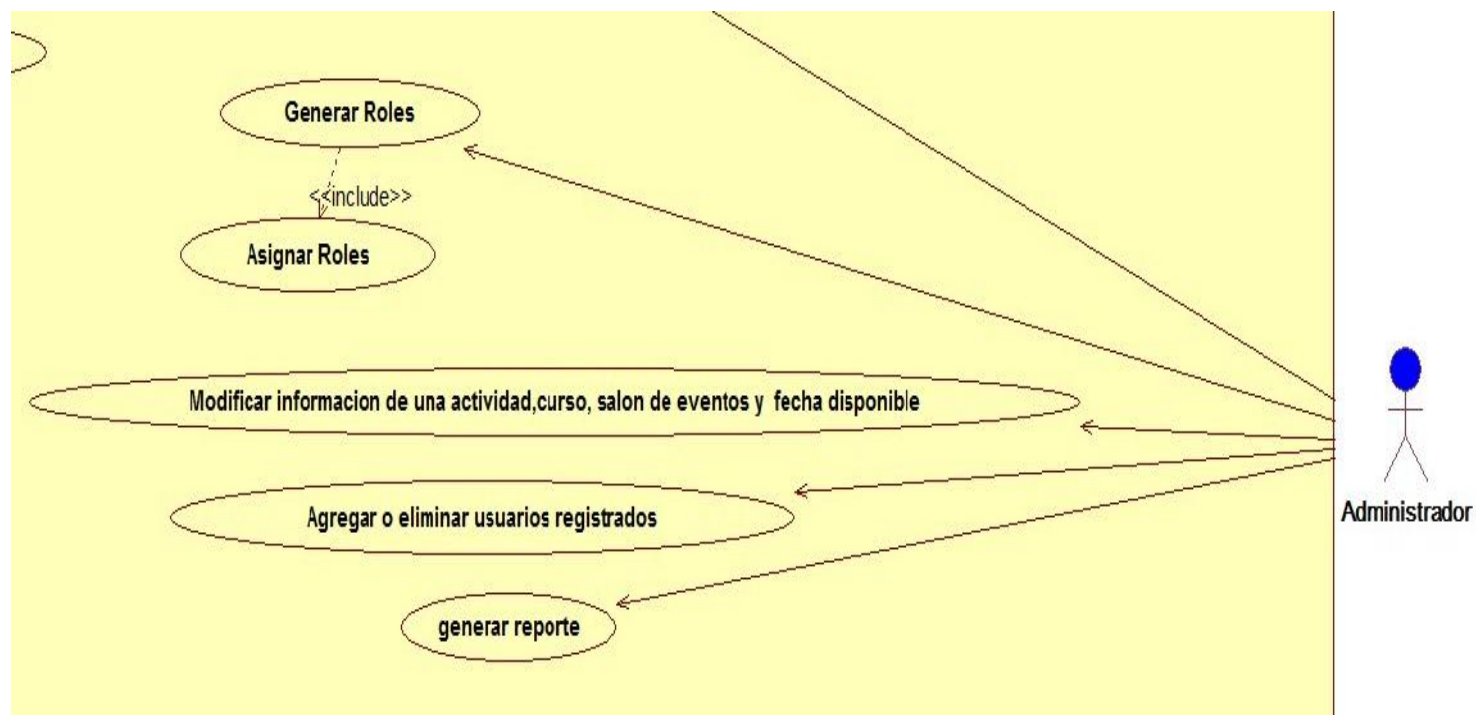 Generar Roles
<<include>>
Asignar Roles
Modificar informacion de una actividad,curso, salon de eventos y fecha disponible
Agregar o eliminar usuarios registrados
generar reporte
Administrador